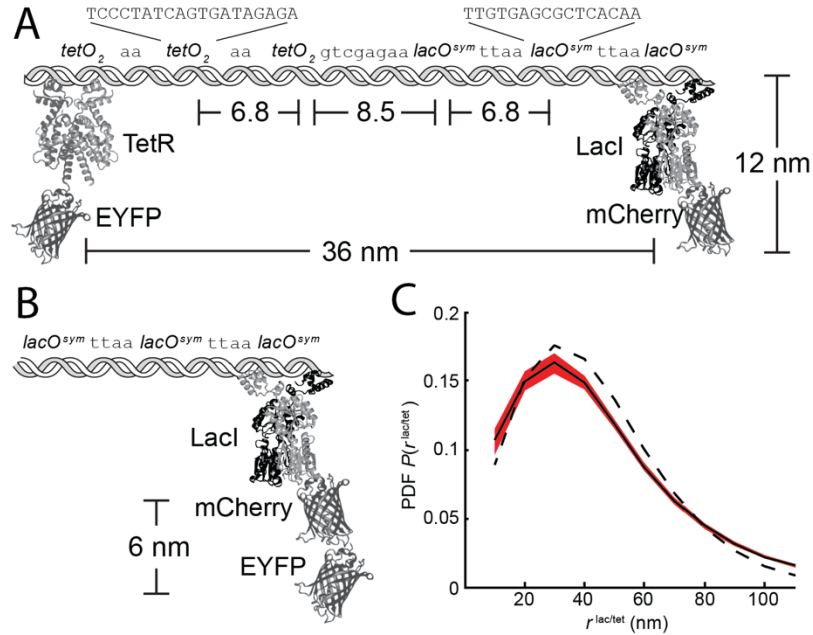 A
TCCCTATCAGTGATAGAGA TTGTGAGCGCTCACAA
tetO2 aa tetO2 aa tetO2 gtcgagaa lacOsym ttaa lacOsym ttaa lacOsym
6.8 8.5 6.8
TetR
LacI
12 nm
EYFP
mCherry
36 nm
B
lacOsym ttaa lacOsym ttaa lacOsym
LacI
mCherry
6 nm
EYFP
C
0.2
0.15
0.1
0.05
0
PDF P(r lac/tet)
20 40 60 80 100
r lac/tet (nm)